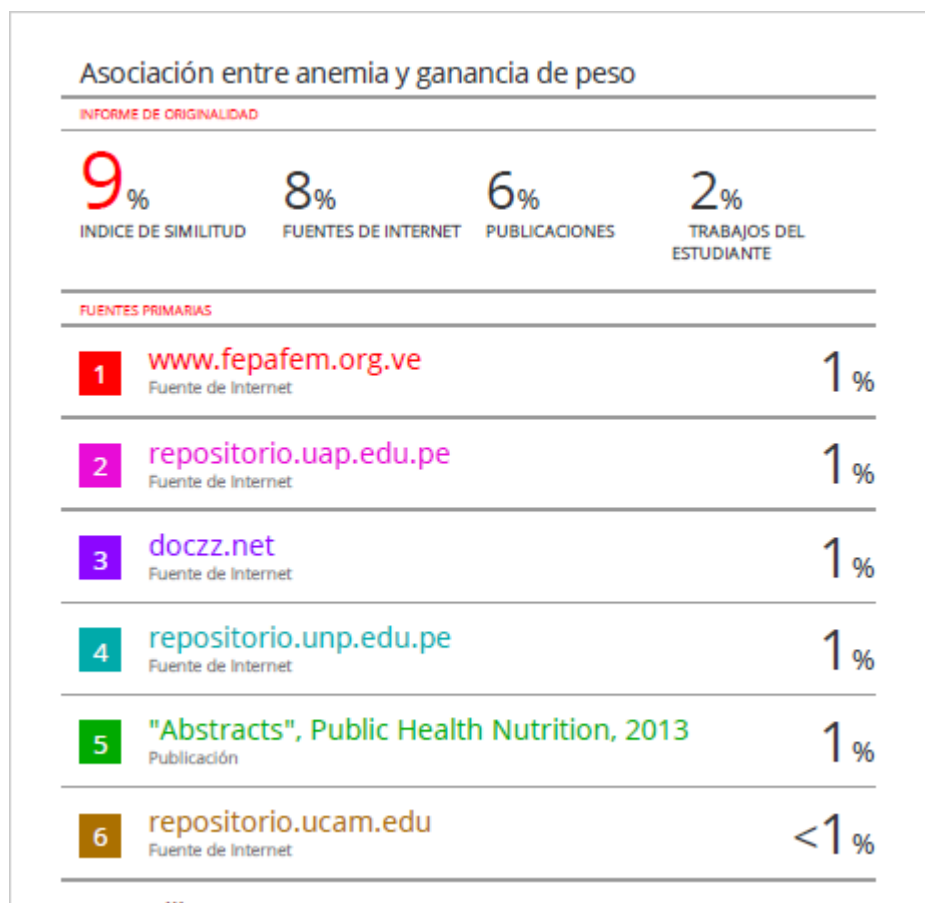 Asociación entre anemia y ganancia de peso
INFORME DE ORIGINALIDAD
9%
INDICE DE SIMILITUD
8%
FUENTES DE INTERNET
6%
PUBLICACIONES
2%
TRABAJOS DEL
ESTUDIANTE
FUENTES PRIMARIAS
1
www.fepafem.org.ve
Fuente de Internet
1%
2
repositorio.uap.edu.pe
Fuente de Internet
1%
3
doczz.net
Fuente de Internet
1%
4
repositorio.unp.edu.pe
Fuente de Internet
1%
5
"Abstracts", Public Health Nutrition, 2013
Publicación
1%
6
repositorio.ucam.edu
Fuente de Internet
<1%